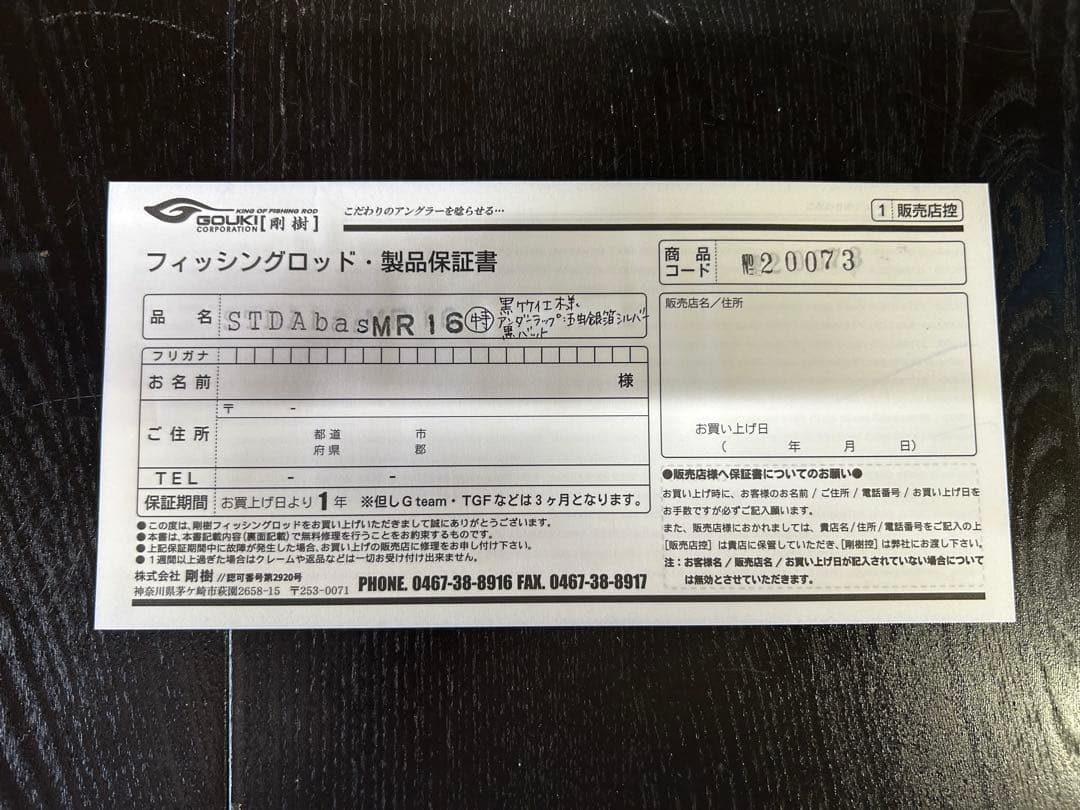 KING OF FISHING ROD
GOUKI
CORPORATION [剛樹]
こだわりのアングラーを唸らせる…
1 販売店控
フィッシングロッド・製品保証書
商品コード
№20073
品名
STDAbasMR16
特
黒ケウイエ木様
アンダーラップ:玉虫銀箔シルバー
黒バット
フリガナ
お名前 様
ご住所
〒 -
都道 市
府県 郡
TEL - -
保証期間 お買上げ日より1年 ※但しG team・TGFなどは3ヶ月となります。
販売店名/住所
お買い上げ日
( 年 月 日)
●この度は、剛樹フィッシングロッドをお買い上げいただきまして誠にありがとうございます。
●本書は、本書記載内容(裏面記載)で無料修理を行うことをお約束するものです。
●上記保証期間中に故障が発生した場合、お買い上げの販売店に修理をお申し付け下さい。
●1週間以上過ぎた場合はクレームや返品などは一切お受け付け出来ません。
株式会社 剛樹 // 認可番号第2920号
神奈川県茅ケ崎市萩園2658-15 〒253-0071
PHONE. 0467-38-8916 FAX. 0467-38-8917
●販売店様へ保証書についてのお願い●
お買い上げ時に、お客様のお名前/ご住所/電話番号/お買い上げ日を
お手数ですが必ずご記入願います。
また、販売店様におかれましては、貴店名/住所/電話番号をご記入の上
[販売店控]は貴店に保管していただき、[剛樹控]は弊社にお渡し下さい。
注:お客様名/販売店名/お買い上げ日が記入されていない場合について
は無効とさせていただきます。